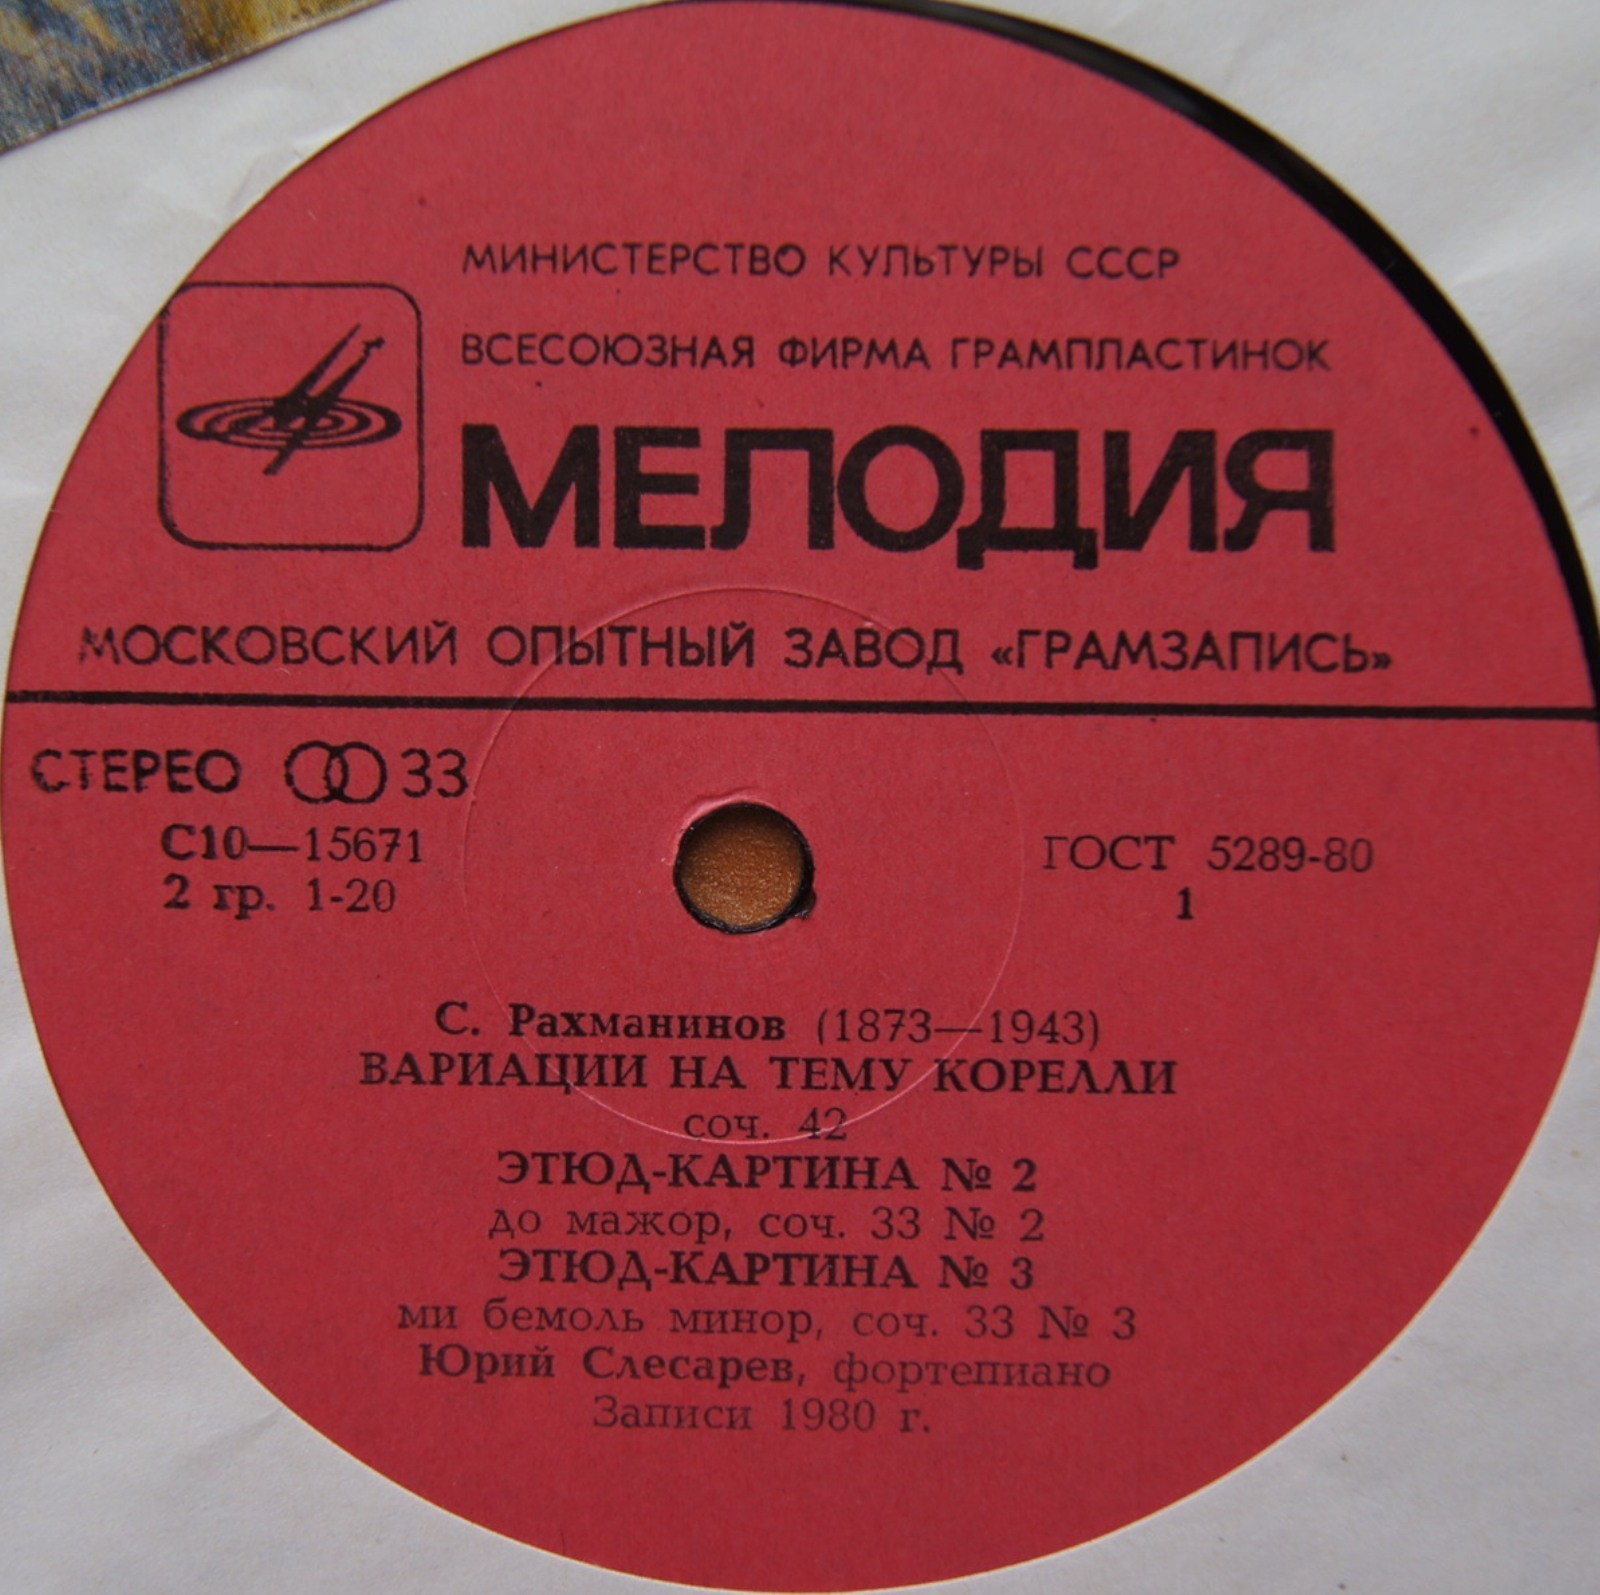 МИНИСТЕРСТВО КУЛЬТУРЫ СССР
ВСЕСОЮЗНАЯ ФИРМА ГРАМПЛАСТИНОК
МЕЛОДИЯ
МОСКОВСКИЙ ОПЫТНЫЙ ЗАВОД «ГРАМЗАПИСЬ»
СТЕРЕО 33
С10—15671
2 гр. 1-20
ГОСТ 5289-80
1
С. Рахманинов (1873—1943)
ВАРИАЦИИ НА ТЕМУ КОРЕЛЛИ
соч. 42
ЭТЮД-КАРТИНА № 2
до мажор, соч. 33 № 2
ЭТЮД-КАРТИНА № 3
ми бемоль минор, соч. 33 № 3
Юрий Слесарев, фортепиано
Записи 1980 г.